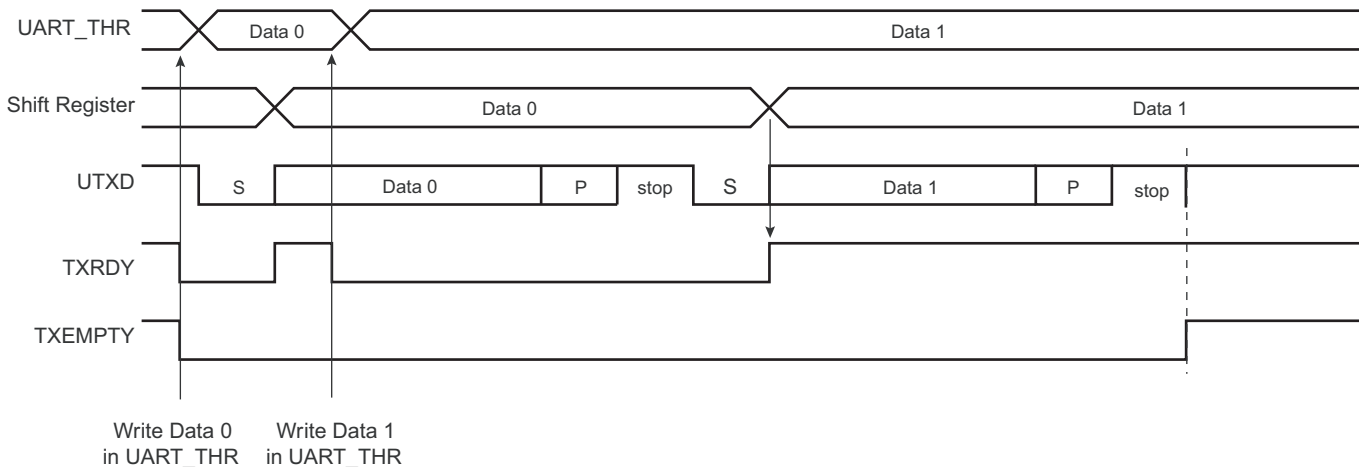 UART_THR Data 0 Data 1
Shift Register Data 0 Data 1
UTXD S Data 0 P stop S Data 1 P stop
TXRDY
TXEMPTY
Write Data 0 Write Data 1
in UART_THR in UART_THR